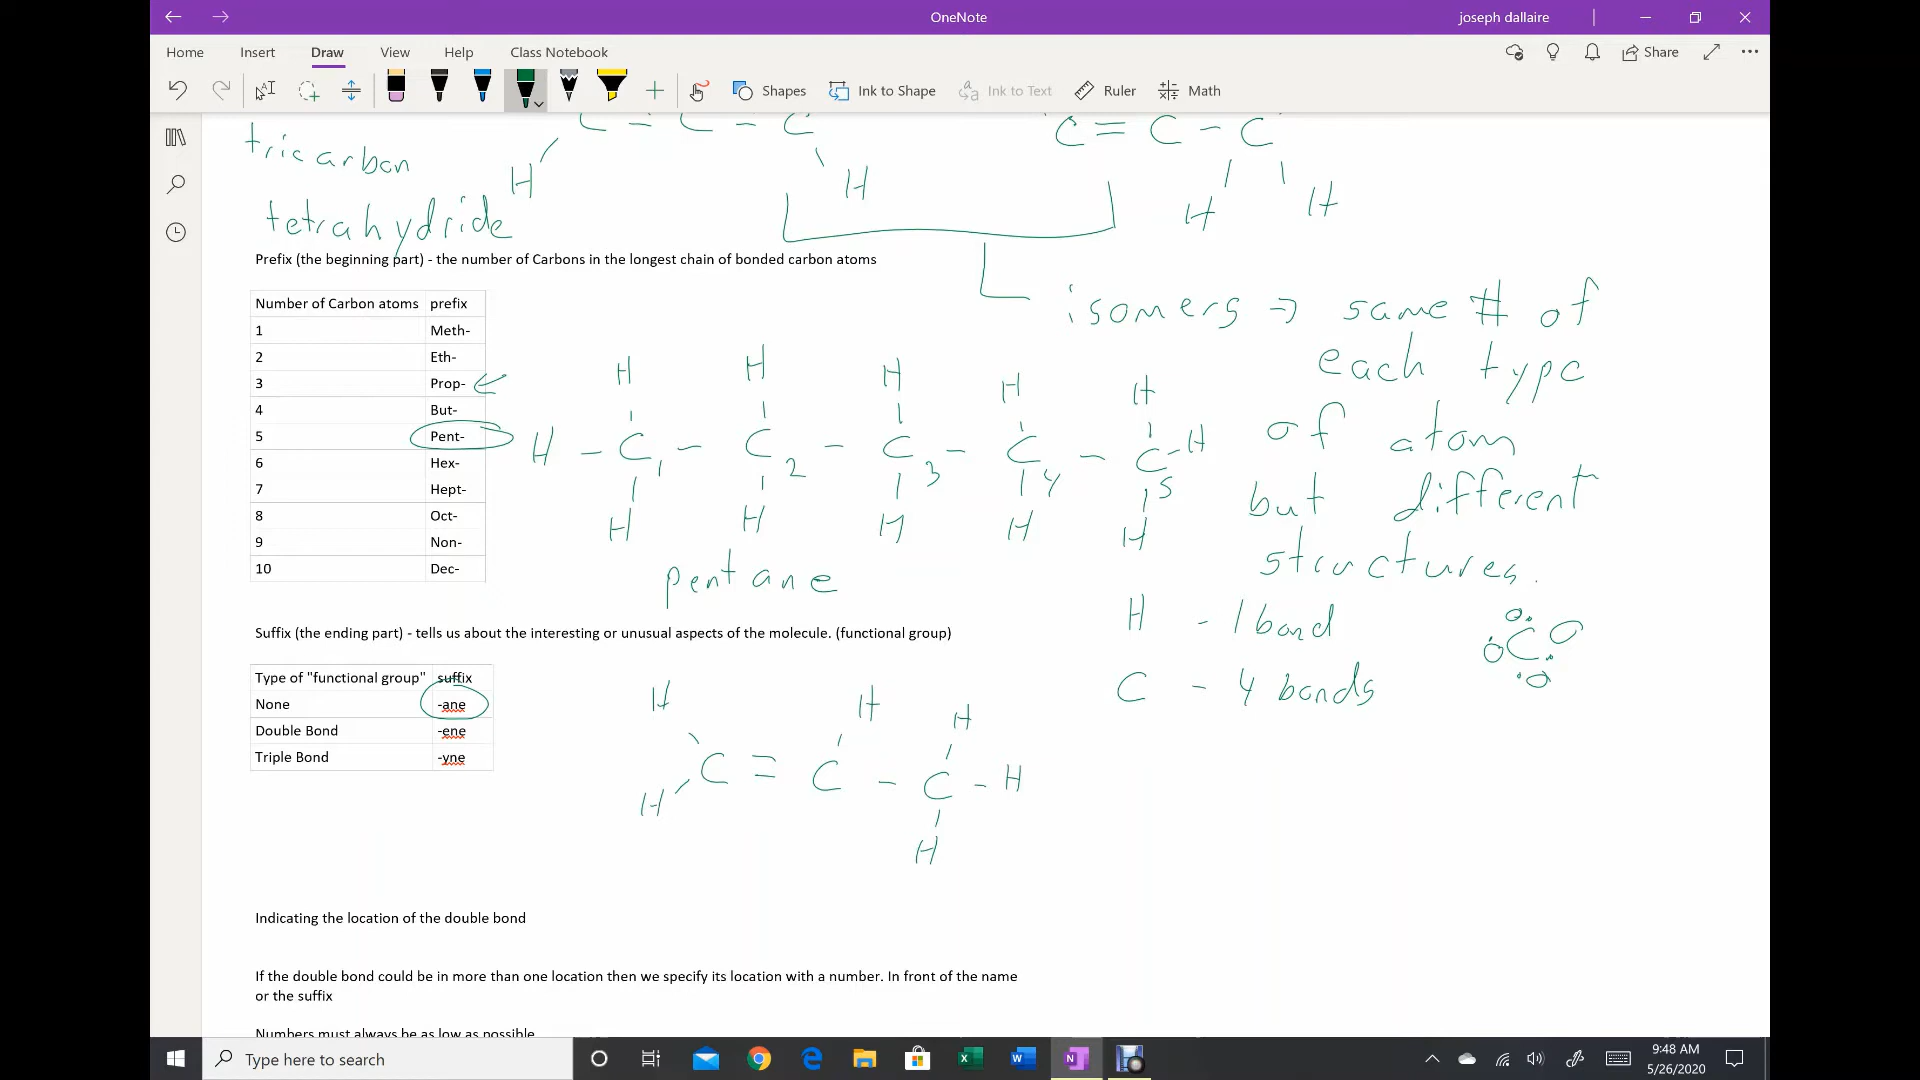 OneNote
joseph dallaire
Home Insert Draw View Help Class Notebook
Share
Shapes Ink to Shape Ink to Text Ruler Math
tricarbon
tetrahydride
C = C - C
H H
C = C - C
H H
Prefix (the beginning part) - the number of Carbons in the longest chain of bonded carbon atoms
Number of Carbon atoms prefix
1 Meth-
2 Eth-
3 Prop-
4 But-
5 Pent-
6 Hex-
7 Hept-
8 Oct-
9 Non-
10 Dec-
isomers => same # of
each type
of atom
but different
structures.
H H H H H
H - C1 - C2 - C3 - C4 - C5 - H
H H H H H
pentane
H - 1 bond
C - 4 bonds
C
Suffix (the ending part) - tells us about the interesting or unusual aspects of the molecule. (functional group)
Type of "functional group" suffix
None -ane
Double Bond -ene
Triple Bond -yne
H H H
C = C - C - H
H H
Indicating the location of the double bond
If the double bond could be in more than one location then we specify its location with a number. In front of the name
or the suffix
Numbers must always be as low as possible
Type here to search
9:48 AM
5/26/2020